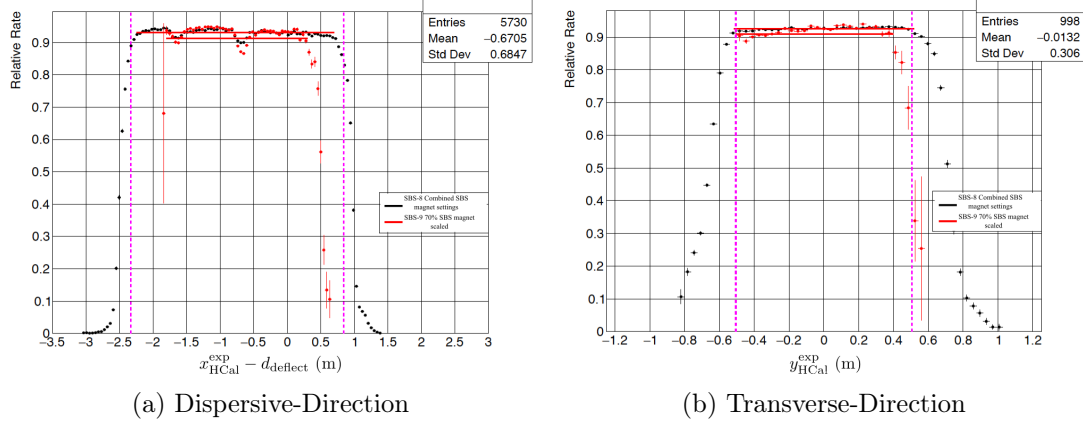 Entries 5730
Mean −0.6705
Std Dev 0.6847
Relative Rate
0.9
0.8
0.7
0.6
0.5
0.4
0.3
0.2
0.1
0
SBS-8 Combined SBS
magnet settings
SBS-9 70% SBS magnet
scaled
−3.5 −3 −2.5 −2 −1.5 −1 −0.5 0 0.5 1 1.5 2 2.5 3
x_HCal^exp − d_deflect (m)
(a) Dispersive-Direction
Entries 998
Mean −0.0132
Std Dev 0.306
Relative Rate
0.9
0.8
0.7
0.6
0.5
0.4
0.3
0.2
0.1
0
SBS-8 Combined SBS
magnet settings
SBS-9 70% SBS magnet
scaled
−1.2 −1 −0.8 −0.6 −0.4 −0.2 0 0.2 0.4 0.6 0.8 1 1.2
y_HCal^exp (m)
(b) Transverse-Direction